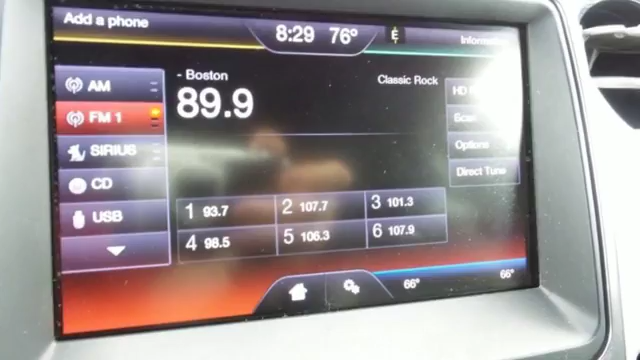 Add a phone
8:29 76° E
- Boston
Classic Rock
89.9
AM
FM 1
SIRIUS
CD
USB
HD
Scan
Options
Direct Tune
1 93.7 2 107.7 3 101.3
4 98.5 5 106.3 6 107.9
66° 66°